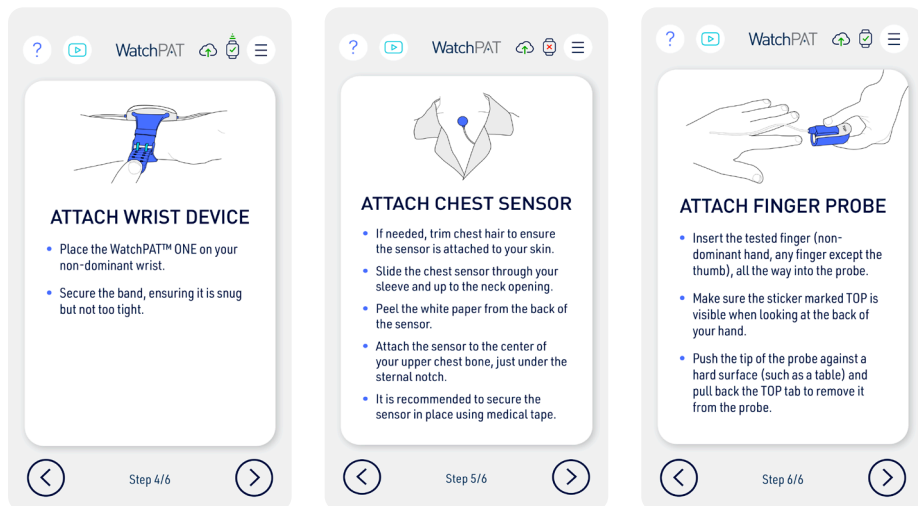 ?
WatchPAT
ATTACH WRIST DEVICE
• Place the WatchPAT™ ONE on your
non-dominant wrist.
• Secure the band, ensuring it is snug
but not too tight.
Step 4/6
?
WatchPAT
ATTACH CHEST SENSOR
• If needed, trim chest hair to ensure
the sensor is attached to your skin.
• Slide the chest sensor through your
sleeve and up to the neck opening.
• Peel the white paper from the back of
the sensor.
• Attach the sensor to the center of
your upper chest bone, just under the
sternal notch.
• It is recommended to secure the
sensor in place using medical tape.
Step 5/6
?
WatchPAT
ATTACH FINGER PROBE
• Insert the tested finger (non-
dominant hand, any finger except the
thumb), all the way into the probe.
• Make sure the sticker marked TOP is
visible when looking at the back of
your hand.
• Push the tip of the probe against a
hard surface (such as a table) and
pull back the TOP tab to remove it
from the probe.
Step 6/6